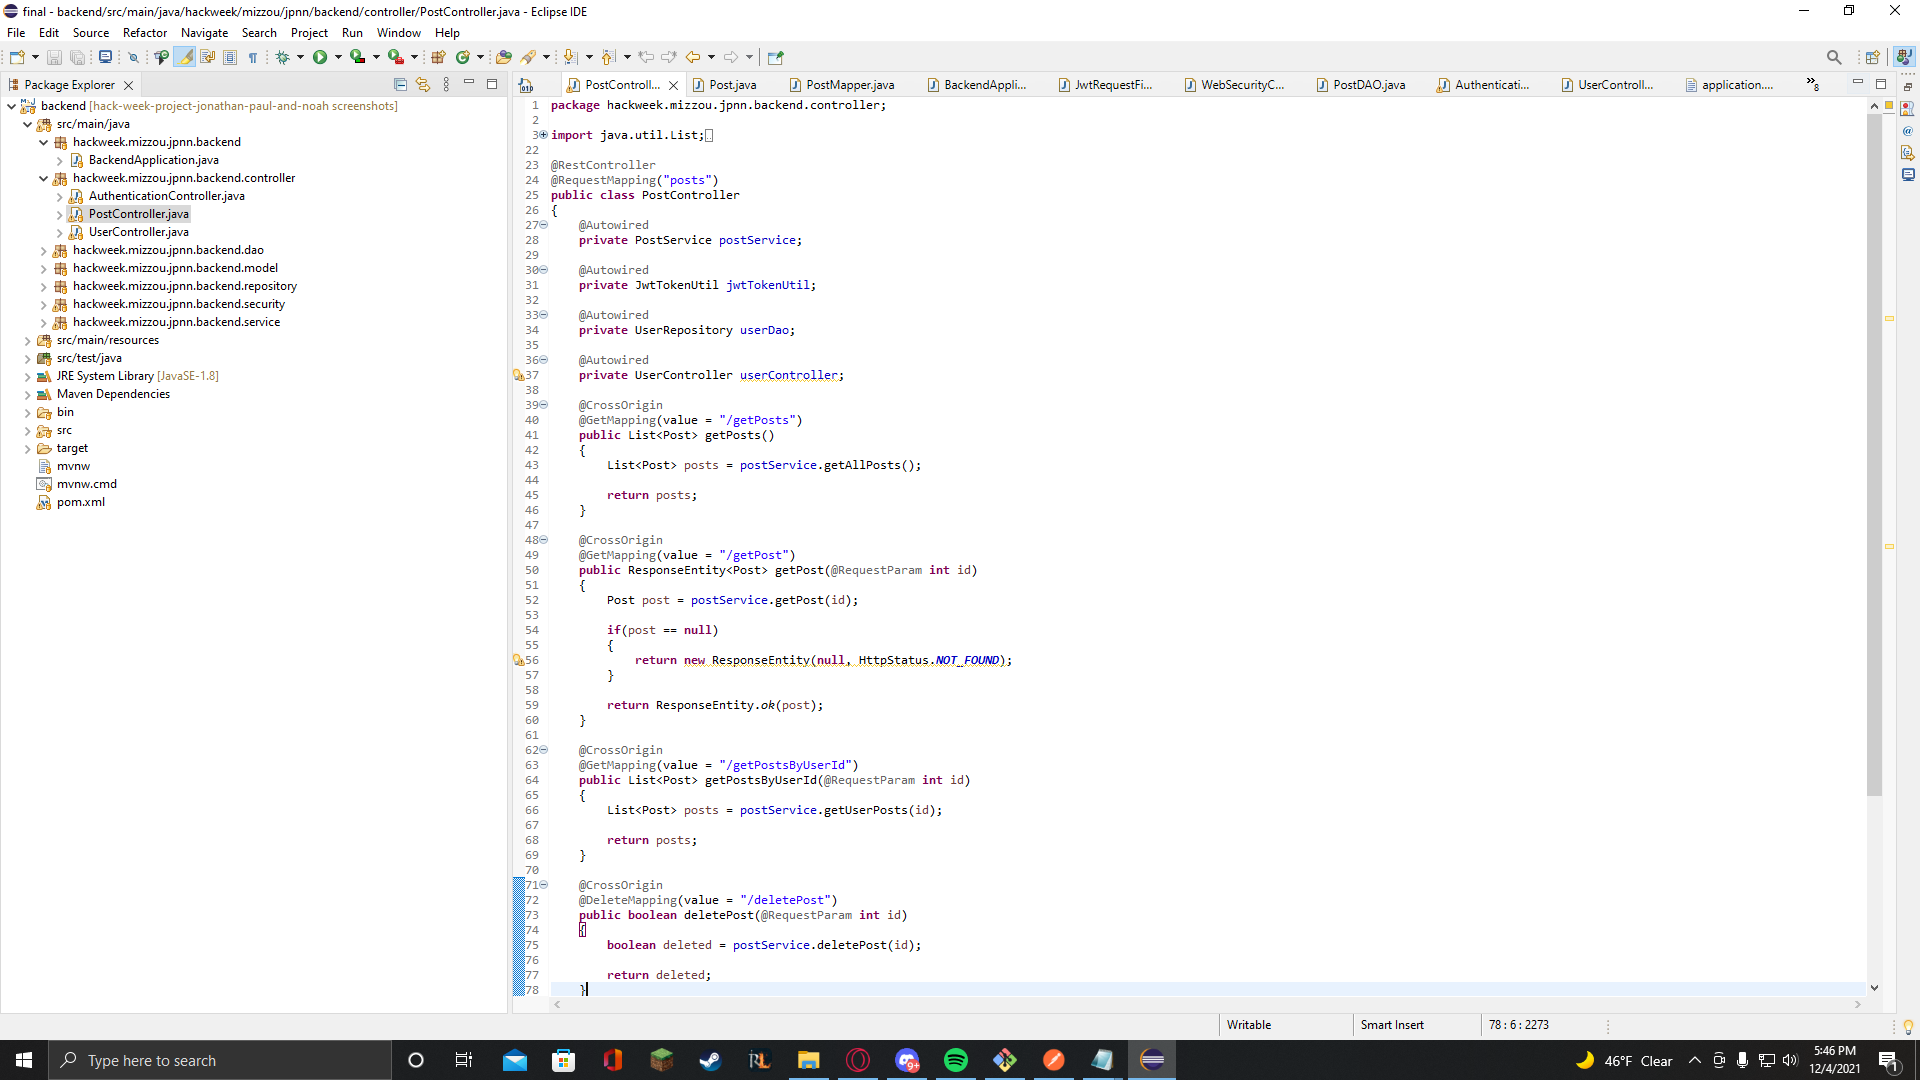 final - backend/src/main/java/hackweek/mizzou/jpnn/backend/controller/PostController.java - Eclipse IDE
File Edit Source Refactor Navigate Search Project Run Window Help
Package Explorer
backend [hack-week-project-jonathan-paul-and-noah screenshots]
src/main/java
hackweek.mizzou.jpnn.backend
BackendApplication.java
hackweek.mizzou.jpnn.backend.controller
AuthenticationController.java
PostController.java
UserController.java
hackweek.mizzou.jpnn.backend.dao
hackweek.mizzou.jpnn.backend.model
hackweek.mizzou.jpnn.backend.repository
hackweek.mizzou.jpnn.backend.security
hackweek.mizzou.jpnn.backend.service
src/main/resources
src/test/java
JRE System Library [JavaSE-1.8]
Maven Dependencies
bin
src
target
mvnw
mvnw.cmd
pom.xml
PostControll... Post.java PostMapper.java BackendAppli... JwtRequestFi... WebSecurityC... PostDAO.java Authenticati... UserControll... application.... »8
1 package hackweek.mizzou.jpnn.backend.controller;
2
3 import java.util.List;
22
23 @RestController
24 @RequestMapping("posts")
25 public class PostController
26 {
27 @Autowired
28 private PostService postService;
29
30 @Autowired
31 private JwtTokenUtil jwtTokenUtil;
32
33 @Autowired
34 private UserRepository userDao;
35
36 @Autowired
37 private UserController userController;
38
39 @CrossOrigin
40 @GetMapping(value = "/getPosts")
41 public List<Post> getPosts()
42 {
43 List<Post> posts = postService.getAllPosts();
44
45 return posts;
46 }
47
48 @CrossOrigin
49 @GetMapping(value = "/getPost")
50 public ResponseEntity<Post> getPost(@RequestParam int id)
51 {
52 Post post = postService.getPost(id);
53
54 if(post == null)
55 {
56 return new ResponseEntity(null, HttpStatus.NOT_FOUND);
57 }
58
59 return ResponseEntity.ok(post);
60 }
61
62 @CrossOrigin
63 @GetMapping(value = "/getPostsByUserId")
64 public List<Post> getPostsByUserId(@RequestParam int id)
65 {
66 List<Post> posts = postService.getUserPosts(id);
67
68 return posts;
69 }
70
71 @CrossOrigin
72 @DeleteMapping(value = "/deletePost")
73 public boolean deletePost(@RequestParam int id)
74 {
75 boolean deleted = postService.deletePost(id);
76
77 return deleted;
78 }
Writable Smart Insert 78 : 6 : 2273
Type here to search
9+
RL
46°F Clear
5:46 PM
12/4/2021
1